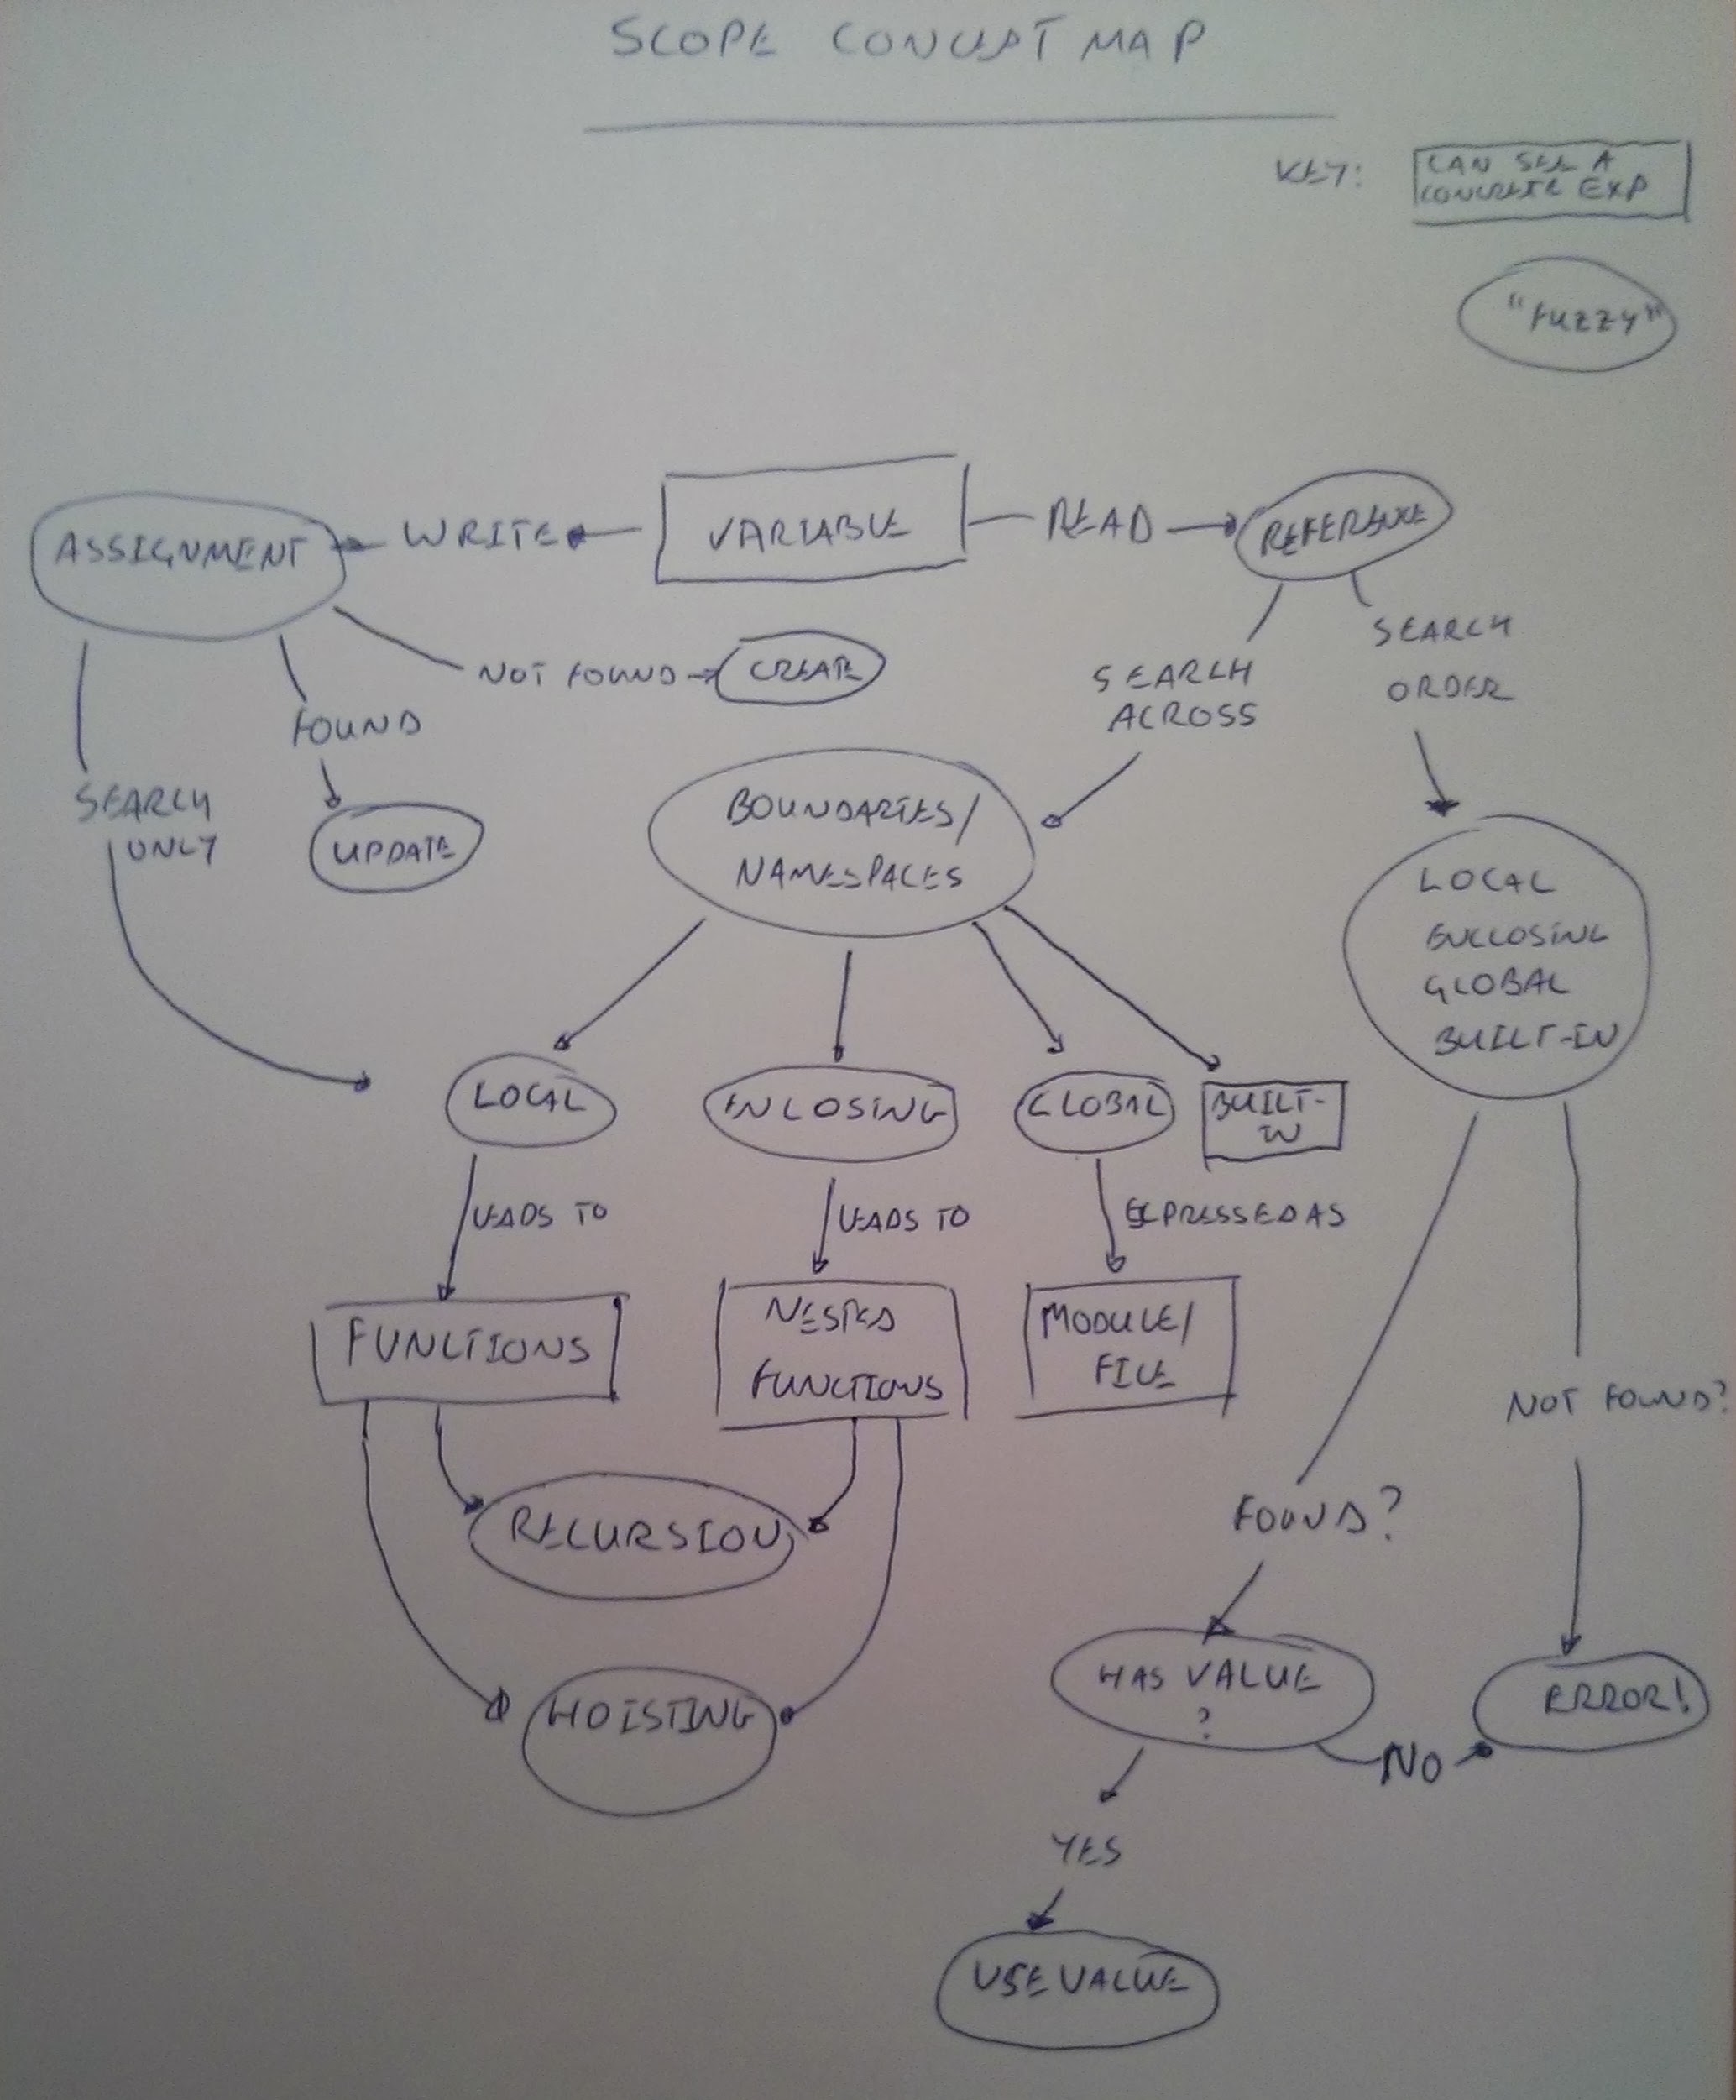 SCOPE CONCEPT MAP
KEY:
CAN SEE A
CONCRETE EXP
"FUZZY"
ASSIGNMENT
WRITE
VARIABLE
READ
REFERENCE
NOT FOUND
CREATE
FOUND
UPDATE
SEARCH
ONLY
SEARCH
ACROSS
SEARCH
ORDER
BOUNDARIES/
NAMESPACES
LOCAL
ENCLOSING
GLOBAL
BUILT-IN
LOCAL
ENCLOSING
GLOBAL
BUILT-
IN
LEADS TO
LEADS TO
EXPRESSED AS
FUNCTIONS
NESTED
FUNCTIONS
MODULE/
FILE
NOT FOUND?
RECURSION
FOUND?
HOISTING
HAS VALUE
?
ERROR!
NO
YES
USE VALUE